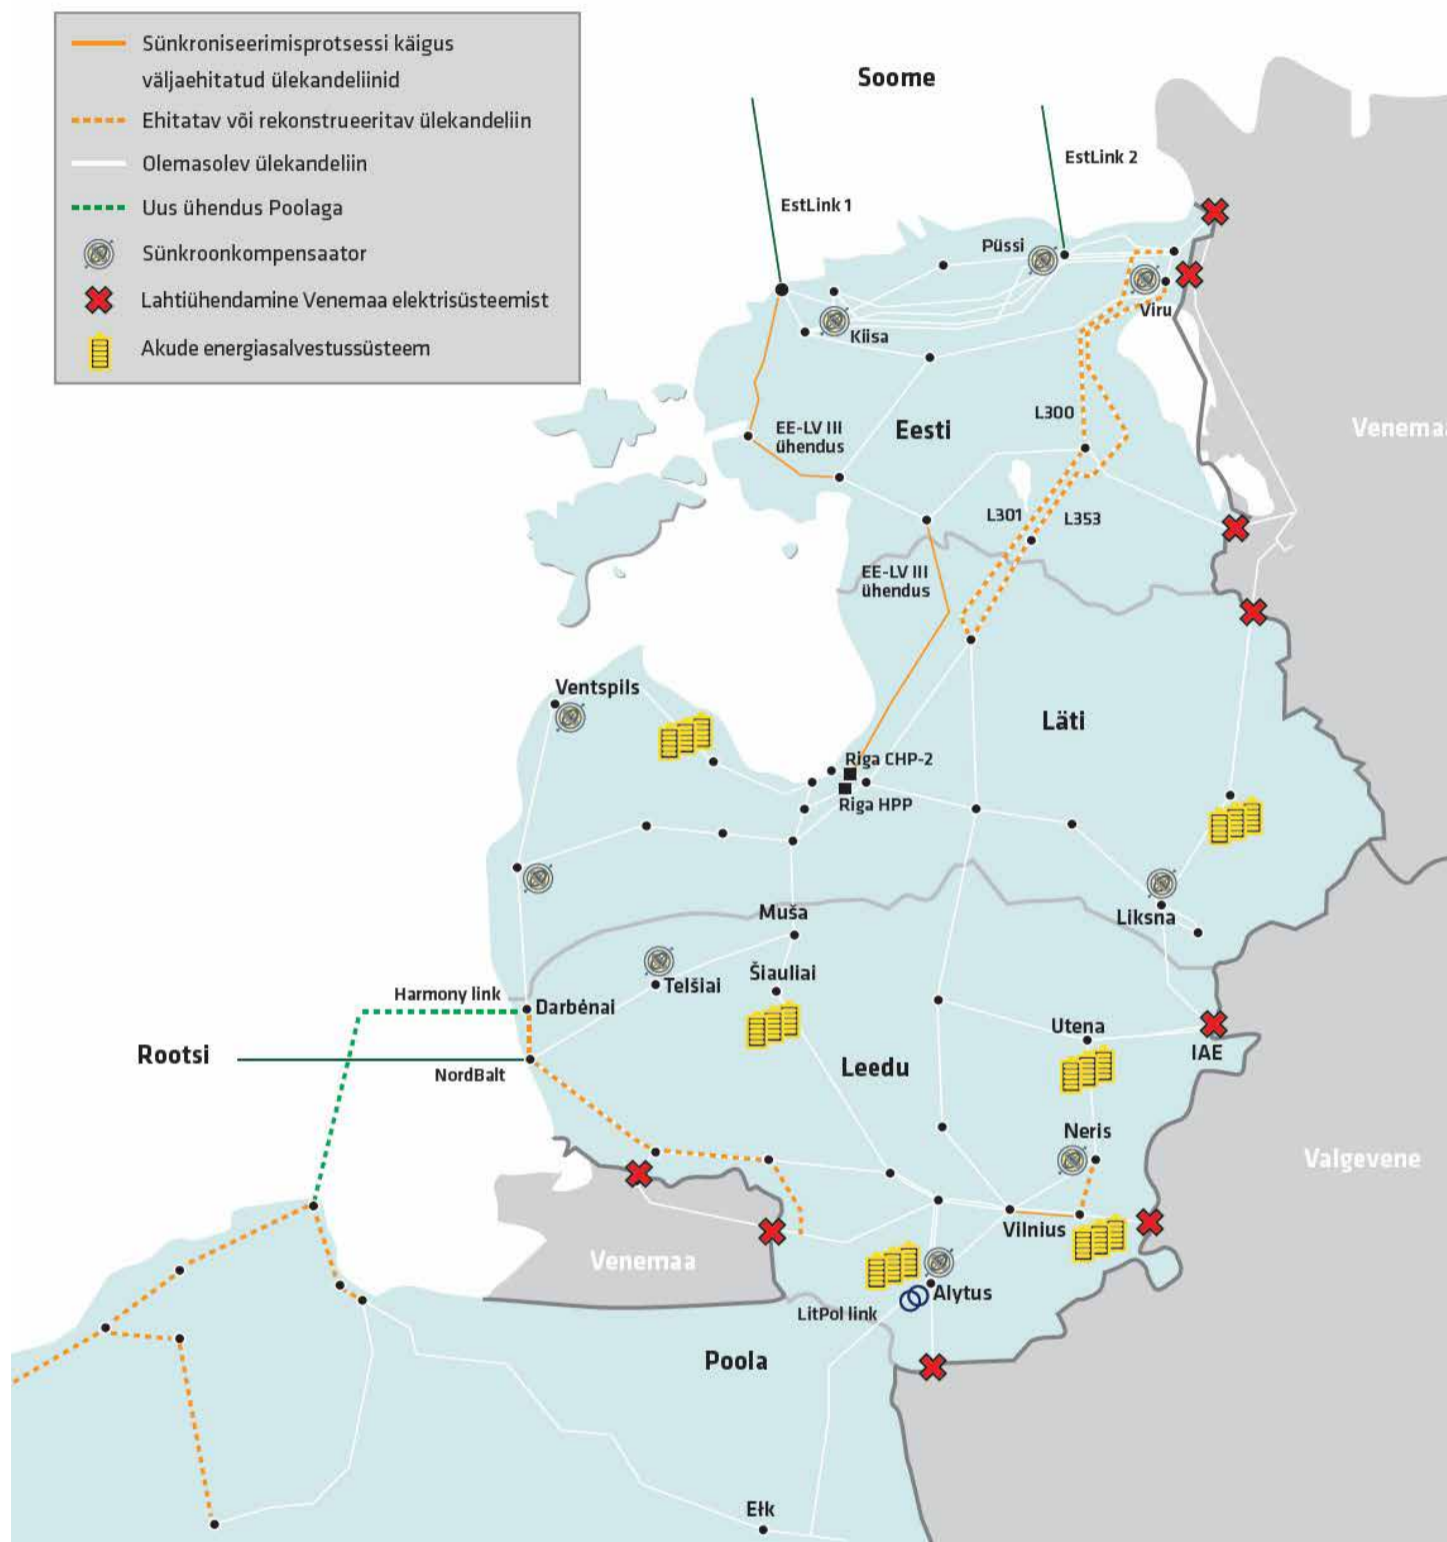 Sünkroniseerimisprotsessi käigus
väljaehitatud ülekandeliinid
Ehitatav või rekonstrueeritav ülekandeliin
Olemasolev ülekandeliin
Uus ühendus Poolaga
Sünkroonkompensaator
Lahtiühendamine Venemaa elektrisüsteemist
Akude energiasalvestussüsteem
Soome
EstLink 2
EstLink 1
Püssi
Viru
Kiisa
L300
EE-LV III
ühendus
Eesti
Venemaa
L301
L353
EE-LV III
ühendus
Ventspils
Läti
Riga CHP-2
Riga HPP
Muša
Liksna
Telšiai
Šiauliai
Harmony link
Darbėnai
Utena
Rootsi
IAE
NordBalt
Leedu
Neris
Valgevene
Vilnius
Venemaa
Alytus
LitPol link
Poola
Ełk